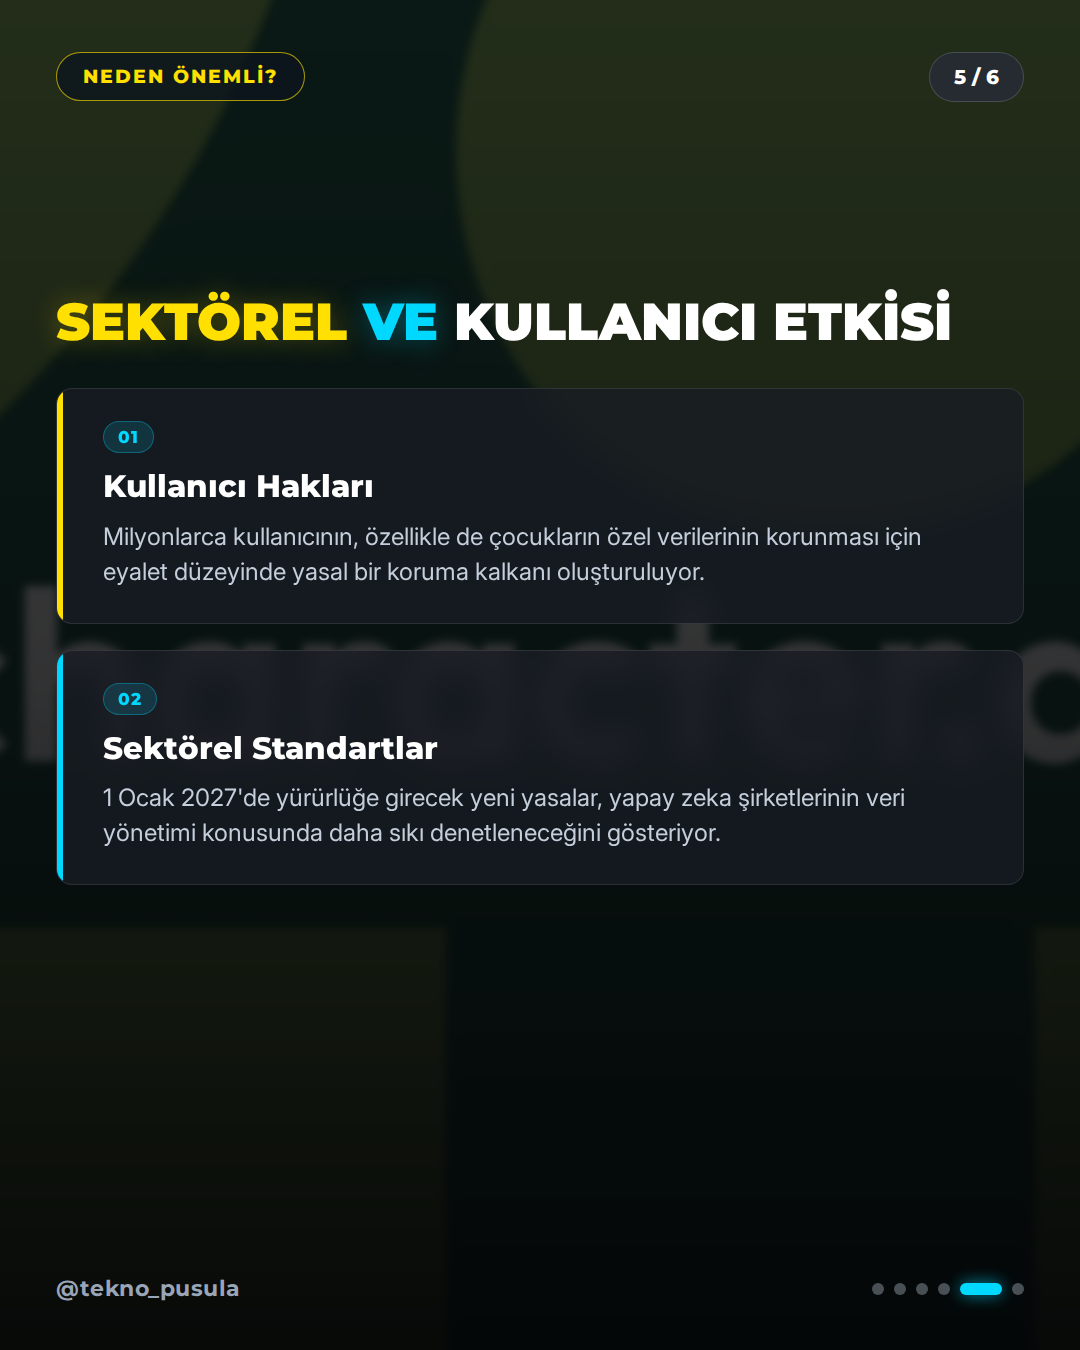 NEDEN ÖNEMLİ?
5 / 6
SEKTÖREL VE KULLANICI ETKİSİ
01
Kullanıcı Hakları
Milyonlarca kullanıcının, özellikle de çocukların özel verilerinin korunması için
eyalet düzeyinde yasal bir koruma kalkanı oluşturuluyor.
02
Sektörel Standartlar
1 Ocak 2027'de yürürlüğe girecek yeni yasalar, yapay zeka şirketlerinin veri
yönetimi konusunda daha sıkı denetleneceğini gösteriyor.
@tekno_pusula